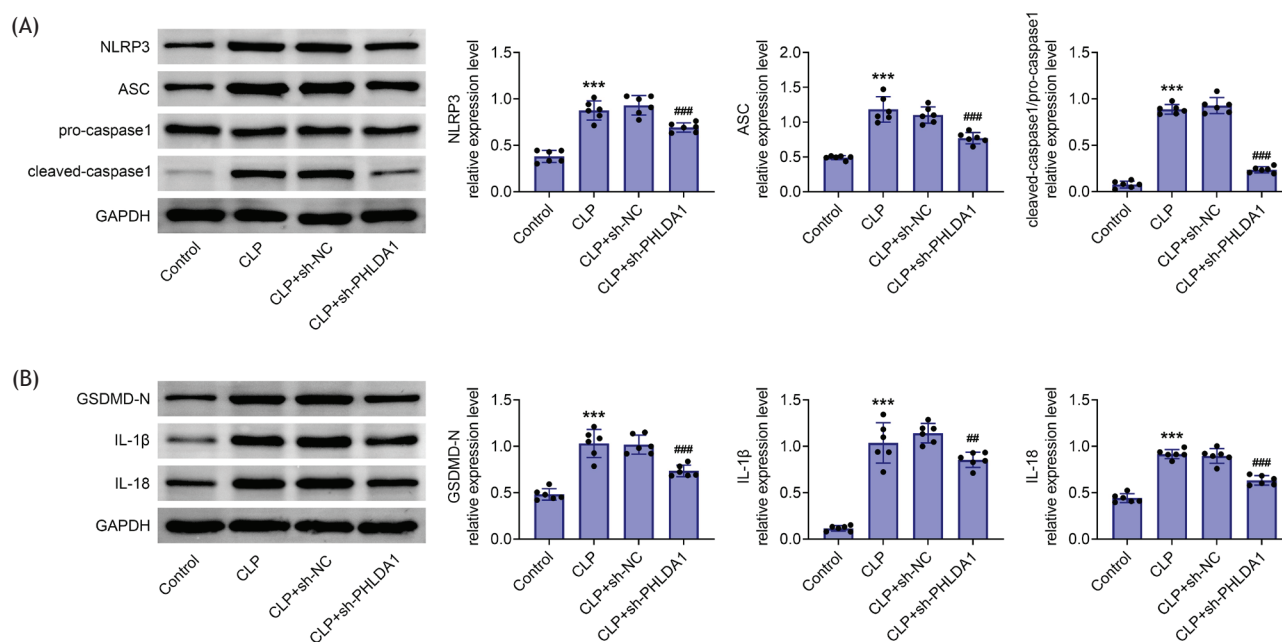 (A)
NLRP3
ASC
pro-caspase1
cleaved-caspase1
GAPDH
Control
CLP
CLP+sh-NC
CLP+sh-PHLDA1
NLRP3
relative expression level
1.5
1.0
0.5
0.0
***
###
Control
CLP
CLP+sh-NC
CLP+sh-PHLDA1
ASC
relative expression level
2.0
1.5
1.0
0.5
0.0
***
###
Control
CLP
CLP+sh-NC
CLP+sh-PHLDA1
cleaved-caspase1/pro-caspase1
relative expression level
1.5
1.0
0.5
0.0
***
###
Control
CLP
CLP+sh-NC
CLP+sh-PHLDA1
(B)
GSDMD-N
IL-1β
IL-18
GAPDH
Control
CLP
CLP+sh-NC
CLP+sh-PHLDA1
GSDMD-N
relative expression level
1.5
1.0
0.5
0.0
***
###
Control
CLP
CLP+sh-NC
CLP+sh-PHLDA1
IL-1β
relative expression level
1.5
1.0
0.5
0.0
***
##
Control
CLP
CLP+sh-NC
CLP+sh-PHLDA1
IL-18
relative expression level
1.5
1.0
0.5
0.0
***
###
Control
CLP
CLP+sh-NC
CLP+sh-PHLDA1